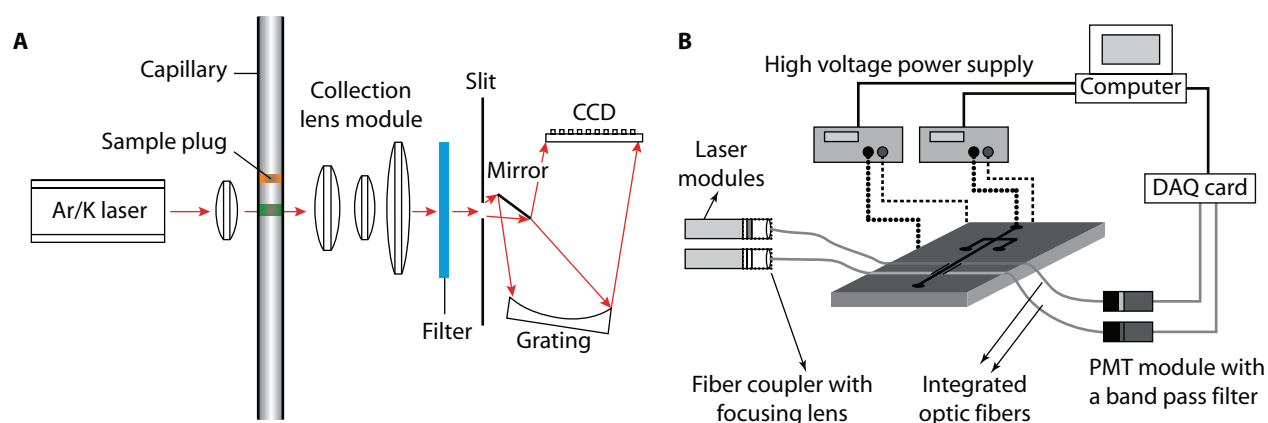 A
Capillary
Sample plug
Ar/K laser
Collection
lens module
Filter
Slit
Mirror
CCD
Grating
B
High voltage power supply
Computer
Laser
modules
DAQ card
Fiber coupler with
focusing lens
Integrated
optic fibers
PMT module with
a band pass filter